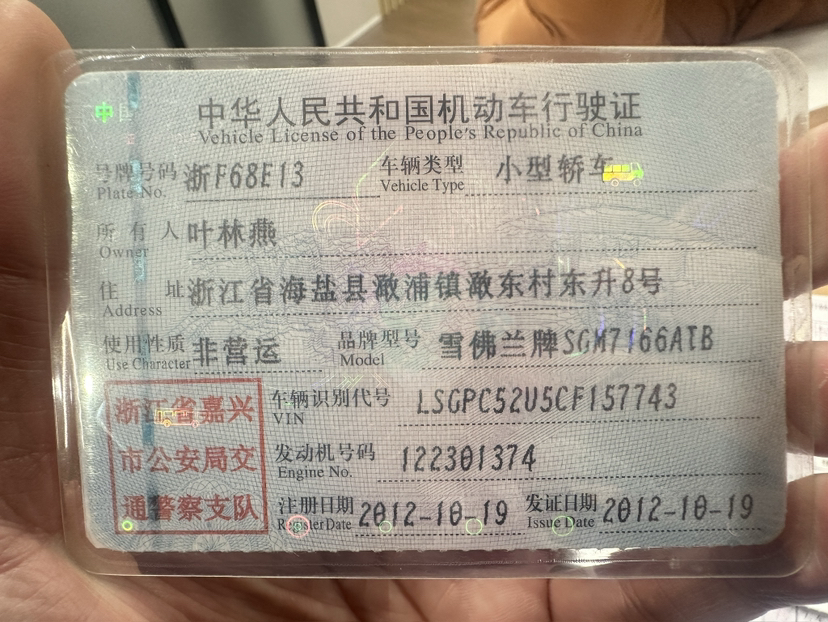 中国
中华人民共和国机动车行驶证
Vehicle License of the People's Republic of China
号牌号码 浙F68E13 车辆类型 小型轿车
Plate No. Vehicle Type
所有人 叶林燕
Owner
住址 浙江省海盐县澉浦镇澉东村东升8号
Address
使用性质 非营运 品牌型号 雪佛兰牌SGM7166ATB
Use Character Model
浙江省嘉兴
市公安局交
通警察支队
车辆识别代号 LSGPC52U5CF157743
VIN
发动机号码 122301374
Engine No.
注册日期 2012-10-19 发证日期 2012-10-19
Register Date Issue Date